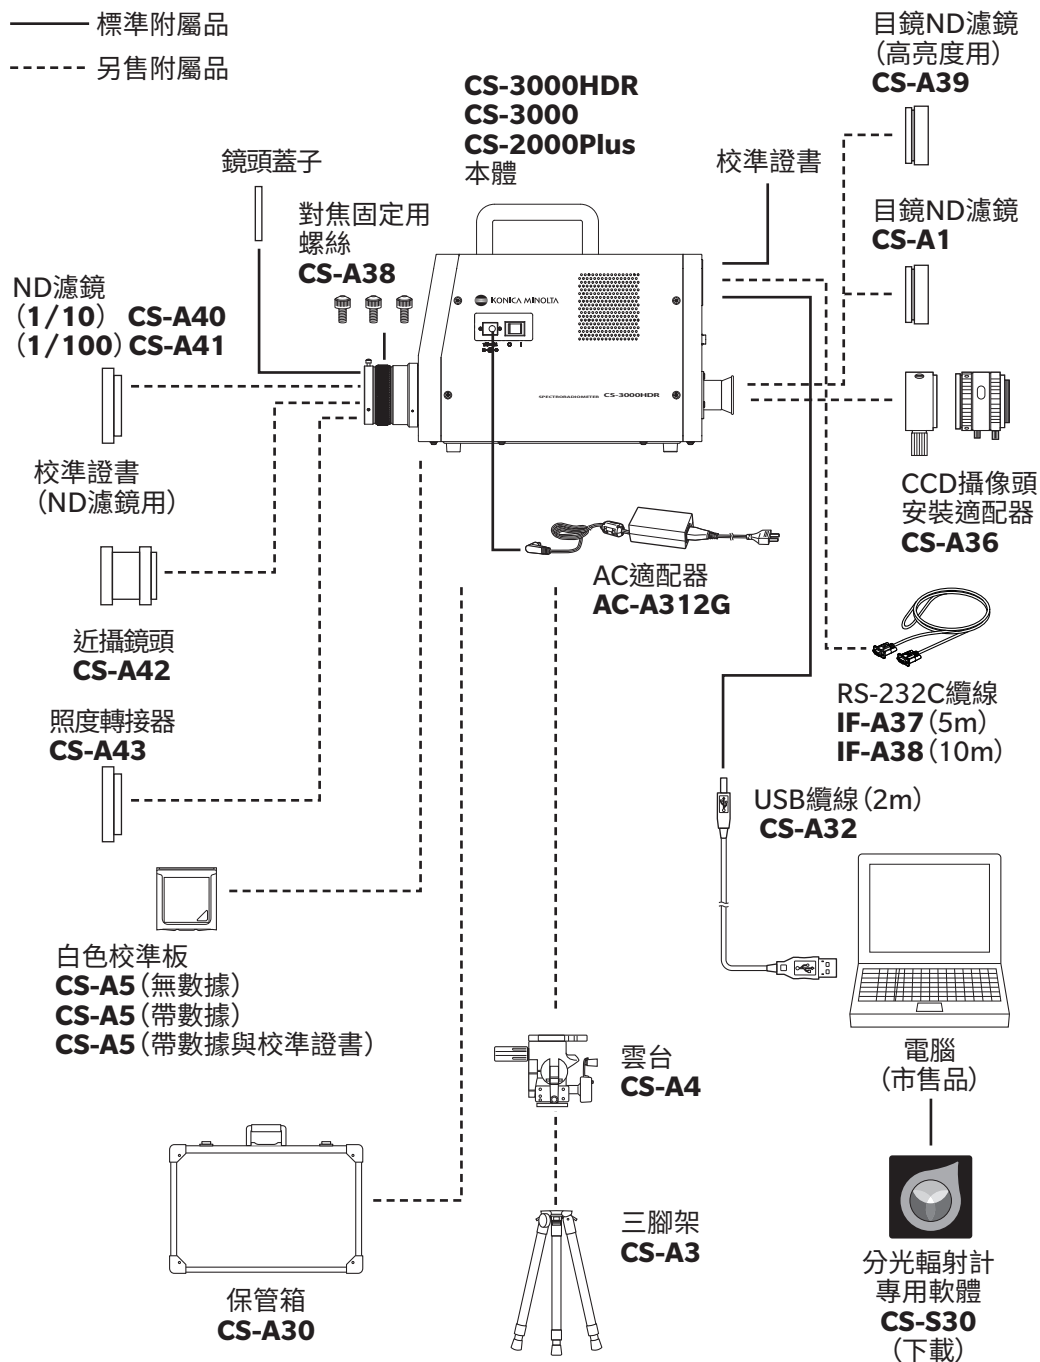 標準附屬品
另售附屬品
CS-3000HDR
CS-3000
CS-2000Plus
本體
目鏡ND濾鏡
（高亮度用）
CS-A39
鏡頭蓋子
校準證書
對焦固定用
螺絲
CS-A38
目鏡ND濾鏡
CS-A1
ND濾鏡
（1/10） CS-A40
（1/100）CS-A41
KONICA MINOLTA
SPECTRORADIOMETER CS-3000HDR
校準證書
（ND濾鏡用）
CCD攝像頭
安裝適配器
CS-A36
AC適配器
AC-A312G
近攝鏡頭
CS-A42
RS-232C纜線
IF-A37（5m）
IF-A38（10m）
照度轉接器
CS-A43
USB纜線（2m）
CS-A32
白色校準板
CS-A5（無數據）
CS-A5（帶數據）
CS-A5（帶數據與校準證書）
電腦
（市售品）
雲台
CS-A4
三腳架
CS-A3
保管箱
CS-A30
分光輻射計
專用軟體
CS-S30
（下載）